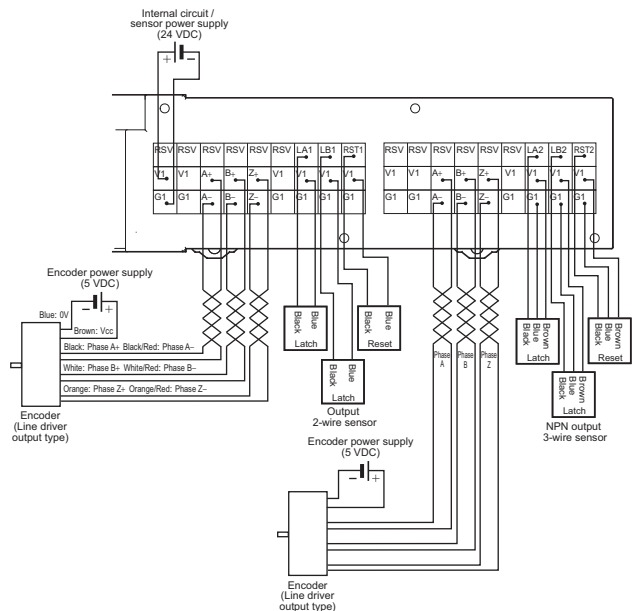 Internal circuit /
sensor power supply
(24 VDC)
+ −
RSV RSV RSV RSV RSV RSV LA1 LB1 RST1
V1 V1 A+ B+ Z+ V1 V1 V1 V1
G1 G1 A− B− Z− G1 G1 G1 G1
RSV RSV RSV RSV RSV RSV LA2 LB2 RST2
V1 V1 A+ B+ Z+ V1 V1 V1 V1
G1 G1 A− B− Z− G1 G1 G1 G1
Encoder power supply
(5 VDC)
− +
Blue: 0V
Brown: Vcc
Black: Phase A+ Black/Red: Phase A−
White: Phase B+ White/Red: Phase B−
Orange: Phase Z+ Orange/Red: Phase Z−
Encoder
(Line driver
output type)
Black
Blue
Latch
Black
Blue
Latch
Black
Blue
Reset
Output
2-wire sensor
Phase
A
Phase
B
Phase
Z
Black
Blue
Brown
Latch
Black
Blue
Brown
Latch
Black
Blue
Brown
Reset
NPN output
3-wire sensor
Encoder power supply
(5 VDC)
− +
Encoder
(Line driver
output type)